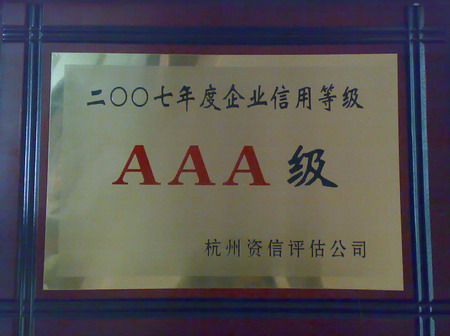 二〇〇七年度企业信用等级
AAA级
杭州资信评估公司